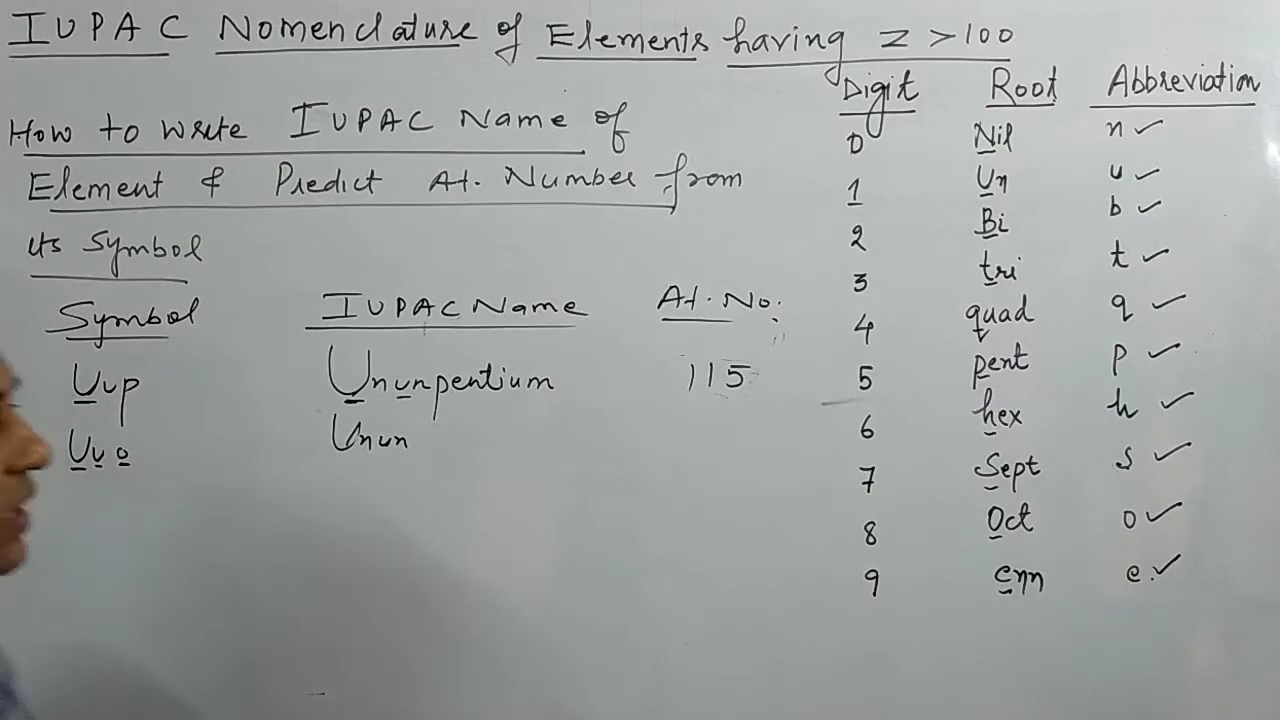 IUPAC Nomenclature of Elements having Z > 100
How to write IUPAC Name of
Element & Predict At. Number from
its Symbol
Symbol IUPAC Name At. No.
Uup Ununpentium 115
Uuo Unun
Digit Root Abbreviation
0 Nil n ✓
1 Un u ✓
2 Bi b ✓
3 tri t ✓
4 quad q ✓
5 pent p ✓
6 hex h ✓
7 Sept s ✓
8 Oct o ✓
9 enn e. ✓